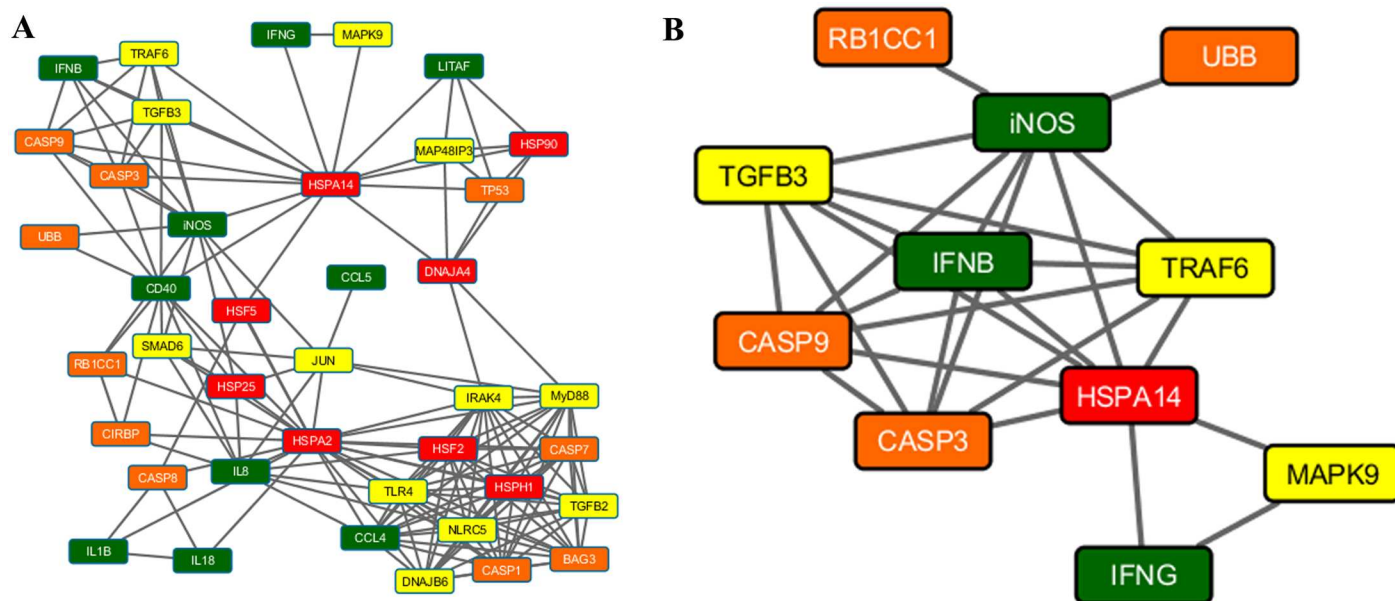 A
IFNG
MAPK9
TRAF6
IFNB
LITAF
TGFB3
CASP9
MAP48IP3
HSP90
CASP3
HSPA14
TP53
iNOS
UBB
CCL5
DNAJA4
CD40
HSF5
SMAD6
JUN
RB1CC1
HSP25
IRAK4
MyD88
CIRBP
HSPA2
HSF2
CASP7
IL8
CASP8
TLR4
HSPH1
TGFB2
NLRC5
CCL4
IL1B
IL18
BAG3
CASP1
DNAJB6
B
RB1CC1
UBB
iNOS
TGFB3
IFNB
TRAF6
CASP9
HSPA14
CASP3
MAPK9
IFNG